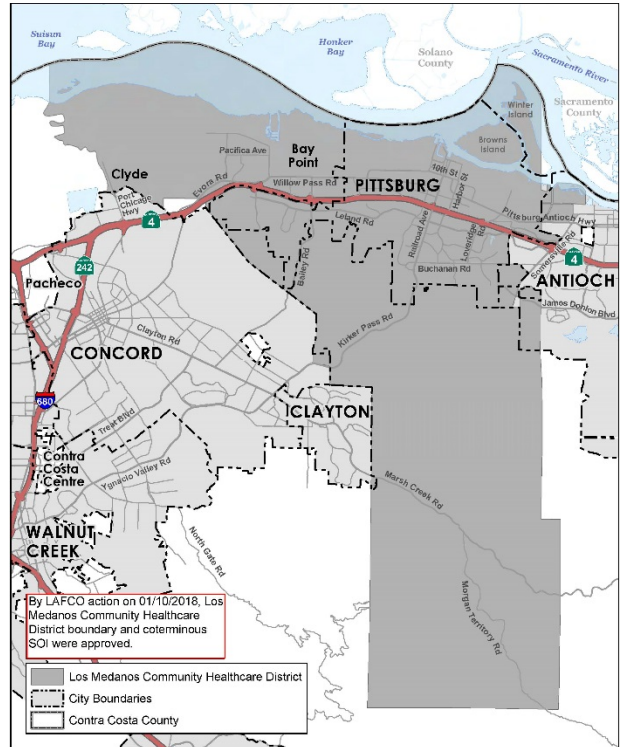 Suisun
Bay
Honker
Bay
Solano
County
Sacramento River
Sacramento
County
Winter
Island
Browns
Island
Pacifica Ave
Bay
Point
10th St
Harbor St
Clyde
Evora Rd
Willow Pass Rd
PITTSBURG
Port
Chicago
Hwy
4
Leland Rd
Railroad Ave
Loveridge
Rd
Pittsburg Antioch Hwy
Somersville Rd
4
242
Bailey Rd
Buchanan Rd
ANTIOCH
Pacheco
James Donlon Blvd
Clayton Rd
Kirker Pass Rd
CONCORD
680
CLAYTON
Treat Blvd
Contra
Costa
Centre
Ygnacio Valley Rd
Marsh Creek Rd
WALNUT
CREEK
North Gate Rd
Morgan Territory Rd
By LAFCO action on 01/10/2018, Los
Medanos Community Healthcare
District boundary and coterminous
SOI were approved.
Los Medanos Community Healthcare District
City Boundaries
Contra Costa County